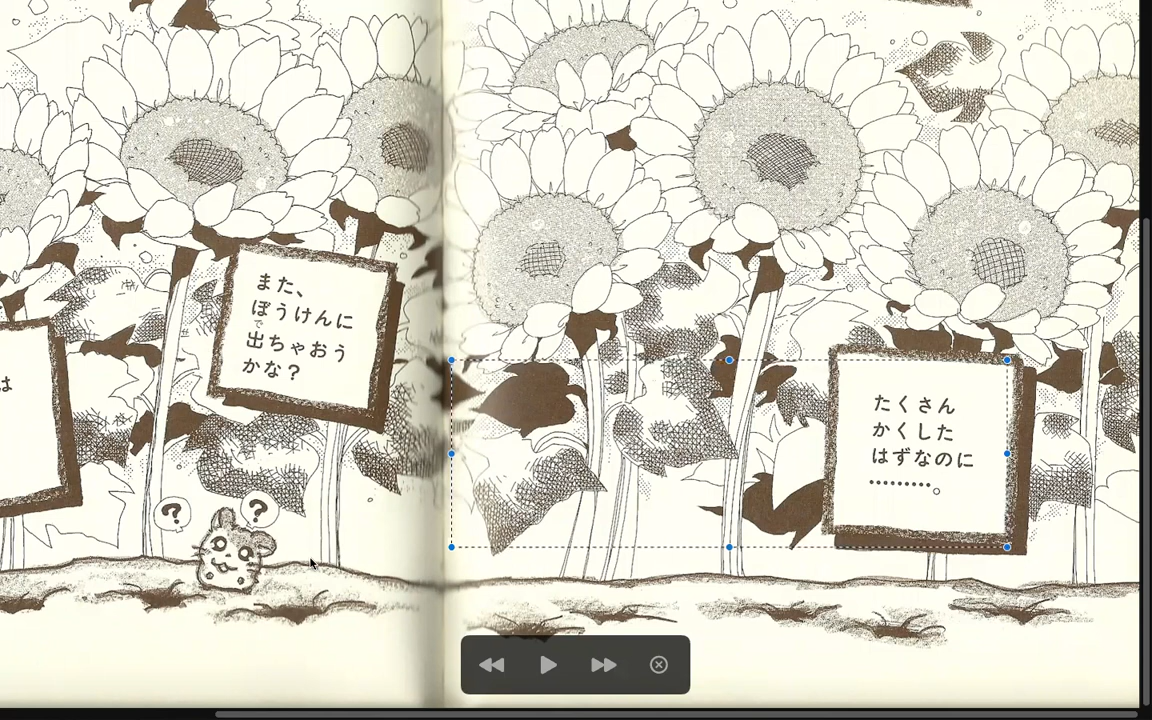 は
また、
ぼうけんに
出ちゃおう
で
かな？
?
?
たくさん
かくした
はずなのに
………。